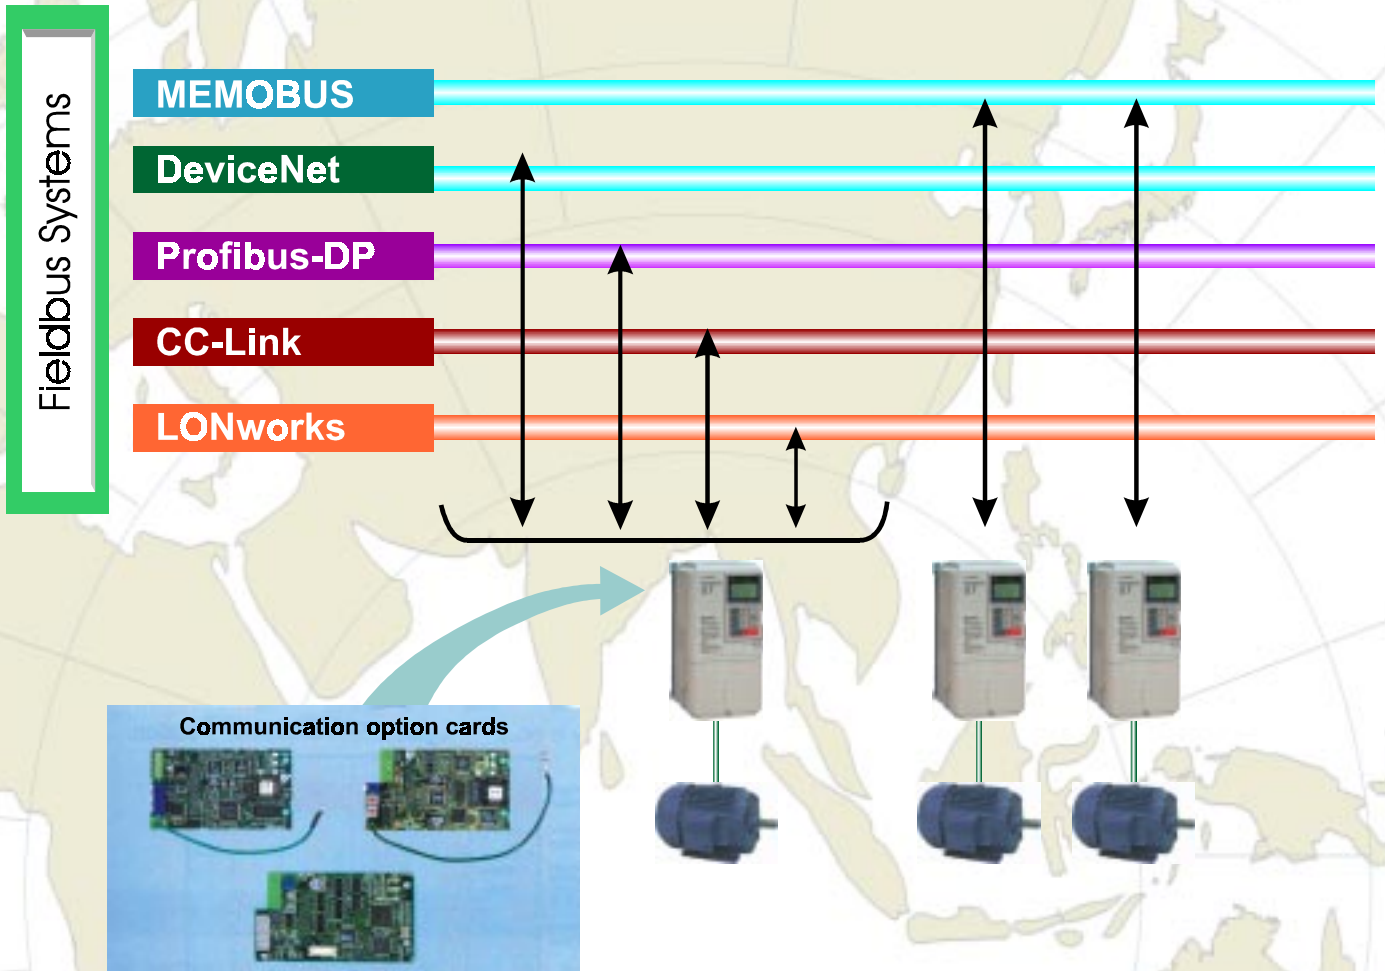 Fieldbus Systems
MEMOBUS
DeviceNet
Profibus-DP
CC-Link
LONworks
Communication option cards